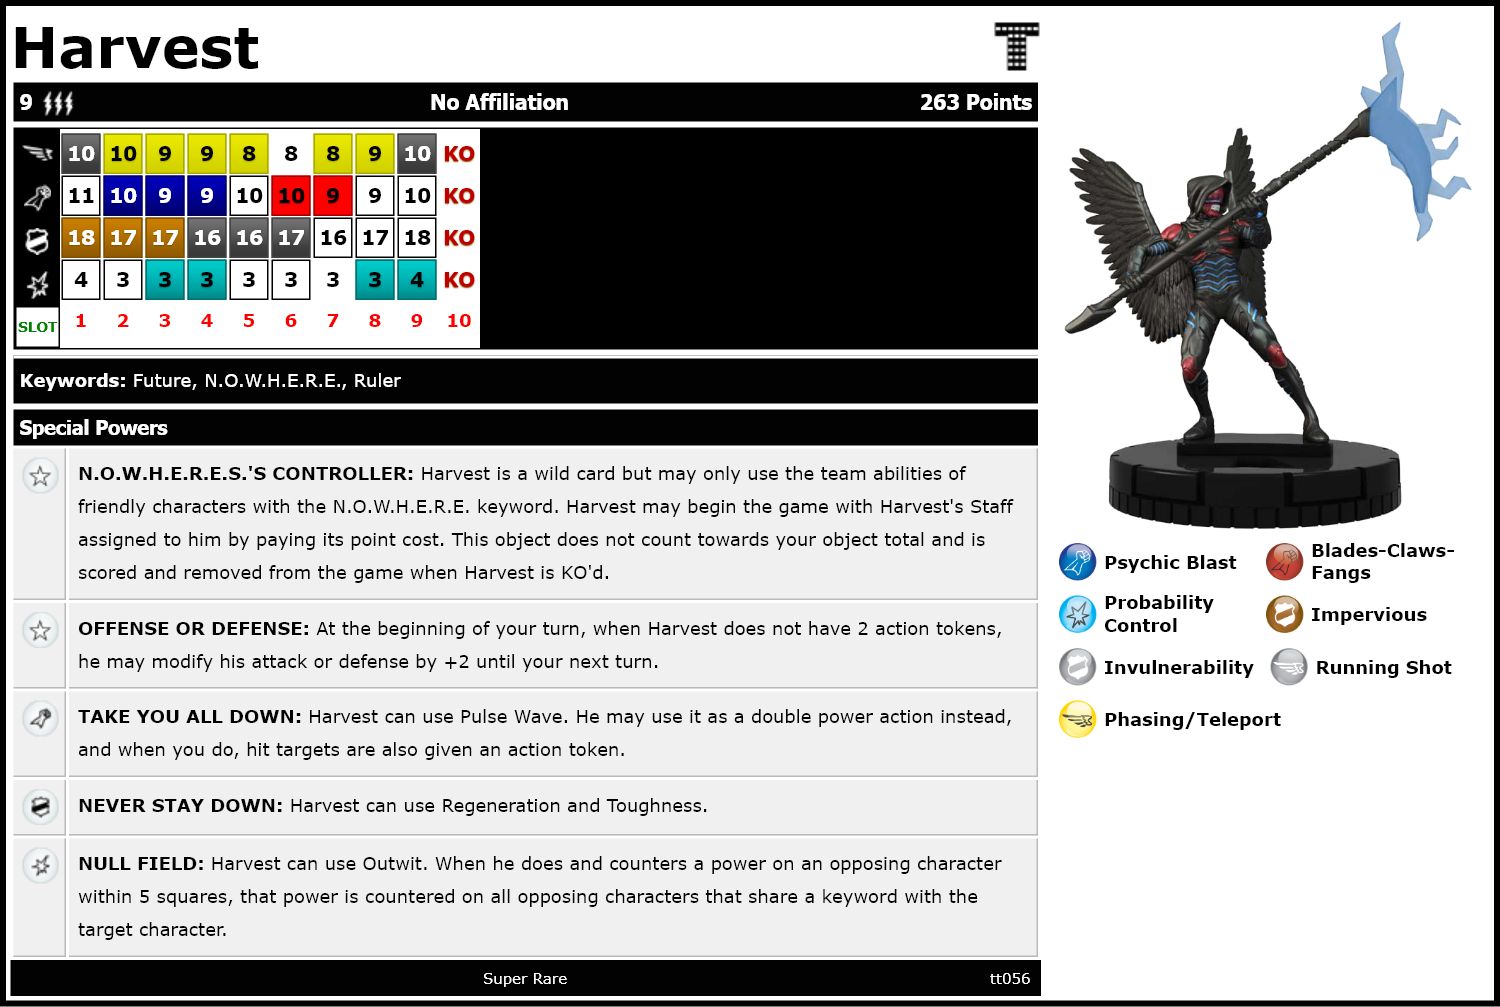 Harvest
T
9 No Affiliation 263 Points
10 10 9 9 8 8 8 9 10 KO
11 10 9 9 10 10 9 9 10 KO
18 17 17 16 16 17 16 17 18 KO
4 3 3 3 3 3 3 3 4 KO
SLOT 1 2 3 4 5 6 7 8 9 10
Keywords: Future, N.O.W.H.E.R.E., Ruler
Special Powers
N.O.W.H.E.R.E.S.'S CONTROLLER: Harvest is a wild card but may only use the team abilities of
friendly characters with the N.O.W.H.E.R.E. keyword. Harvest may begin the game with Harvest's Staff
assigned to him by paying its point cost. This object does not count towards your object total and is
scored and removed from the game when Harvest is KO'd.
OFFENSE OR DEFENSE: At the beginning of your turn, when Harvest does not have 2 action tokens,
he may modify his attack or defense by +2 until your next turn.
TAKE YOU ALL DOWN: Harvest can use Pulse Wave. He may use it as a double power action instead,
and when you do, hit targets are also given an action token.
NEVER STAY DOWN: Harvest can use Regeneration and Toughness.
NULL FIELD: Harvest can use Outwit. When he does and counters a power on an opposing character
within 5 squares, that power is countered on all opposing characters that share a keyword with the
target character.
Super Rare tt056
Psychic Blast
Blades-Claws-
Fangs
Probability
Control
Impervious
Invulnerability
Running Shot
Phasing/Teleport